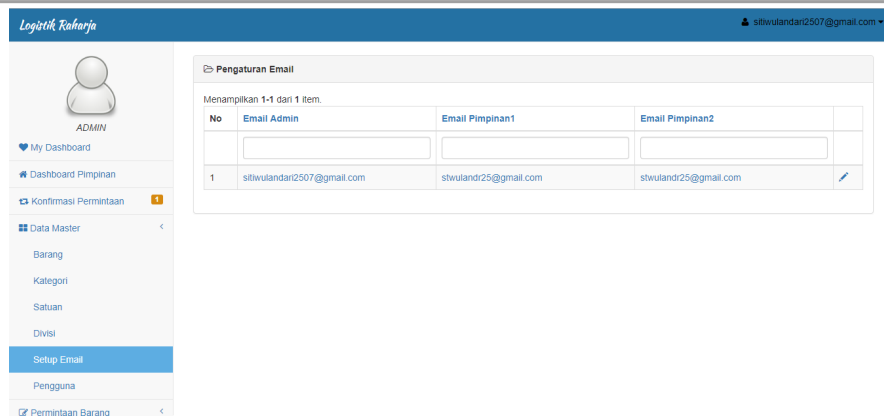 Logistik Raharja
sitiwulandari2507@gmail.com
ADMIN
My Dashboard
Dashboard Pimpinan
Konfirmasi Permintaan 1
Data Master
Barang
Kategori
Satuan
Divisi
Setup Email
Pengguna
Permintaan Barang
Pengaturan Email
Menampilkan 1-1 dari 1 item.
No Email Admin Email Pimpinan1 Email Pimpinan2
1 sitiwulandari2507@gmail.com stwulandr25@gmail.com stwulandr25@gmail.com